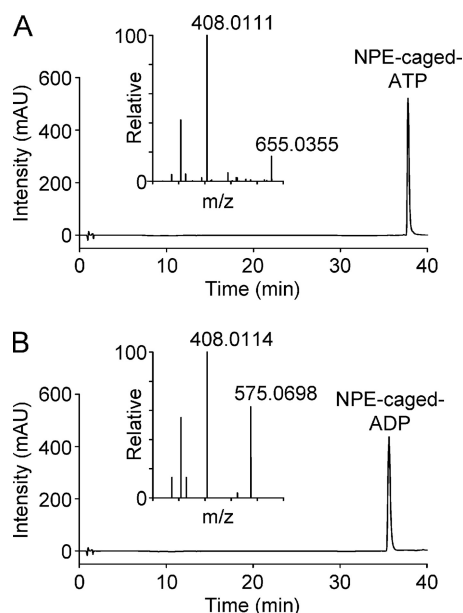 A
408.0111
NPE-caged-
ATP
100
600
Relative
655.0355
400
Intensity (mAU)
200
0
m/z
0
0
10
20
30
40
Time (min)
B
408.0114
100
575.0698
NPE-caged-
ADP
600
Relative
400
Intensity (mAU)
0
200
m/z
0
0
10
20
30
40
Time (min)